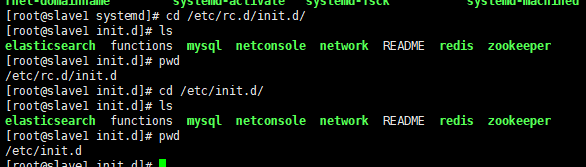 rhel-domainname systemd-activate systemd-fsck systemd-machined
[root@slave1 systemd]# cd /etc/rc.d/init.d/
[root@slave1 init.d]# ls
elasticsearch functions mysql netconsole network README redis zookeeper
[root@slave1 init.d]# pwd
/etc/rc.d/init.d
[root@slave1 init.d]# cd /etc/init.d/
[root@slave1 init.d]# ls
elasticsearch functions mysql netconsole network README redis zookeeper
[root@slave1 init.d]# pwd
/etc/init.d
[root@slave1 init.d]#